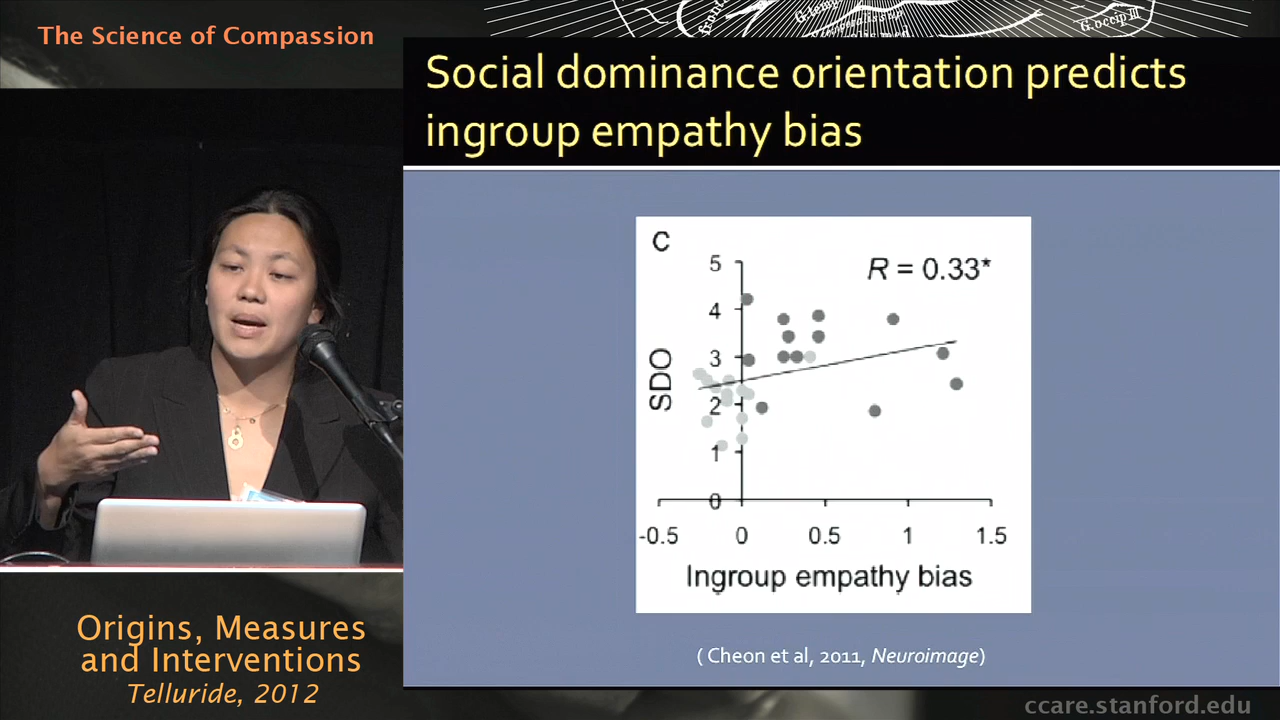 The Science of Compassion
G.occip III
Social dominance orientation predicts
ingroup empathy bias
C
R = 0.33*
5
4
3
2
1
0
SDO
-0.5 0 0.5 1 1.5
Ingroup empathy bias
( Cheon et al, 2011, Neuroimage)
Origins, Measures
and Interventions
Telluride, 2012
ccare.stanford.edu